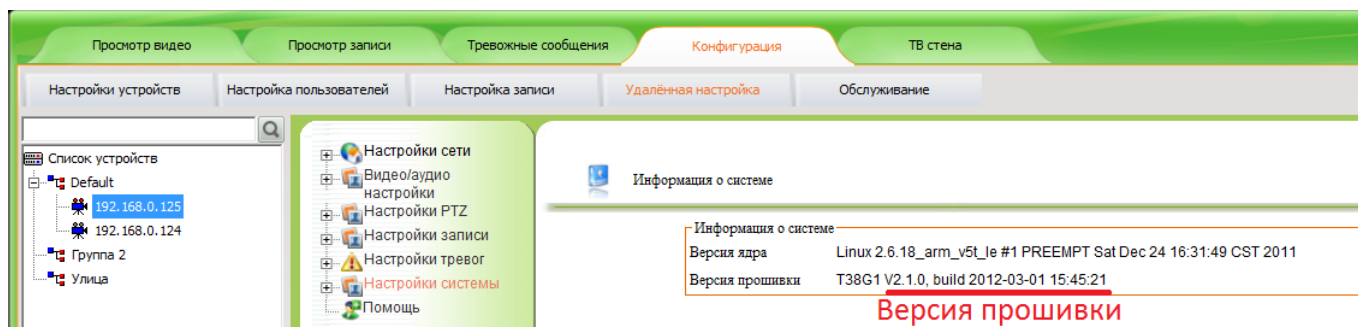 Просмотр видео Просмотр записи Тревожные сообщения Конфигурация ТВ стена
Настройки устройств Настройка пользователей Настройка записи Удалённая настройка Обслуживание
Список устройств
Default
192.168.0.125
192.168.0.124
Группа 2
Улица
Настройки сети
Видео/аудио
настройки
Настройки PTZ
Настройки записи
Настройки тревог
Настройки системы
Помощь
Информация о системе
Информация о системе
Версия ядра Linux 2.6.18_arm_v5t_le #1 PREEMPT Sat Dec 24 16:31:49 CST 2011
Версия прошивки T38G1 V2.1.0, build 2012-03-01 15:45:21
Версия прошивки